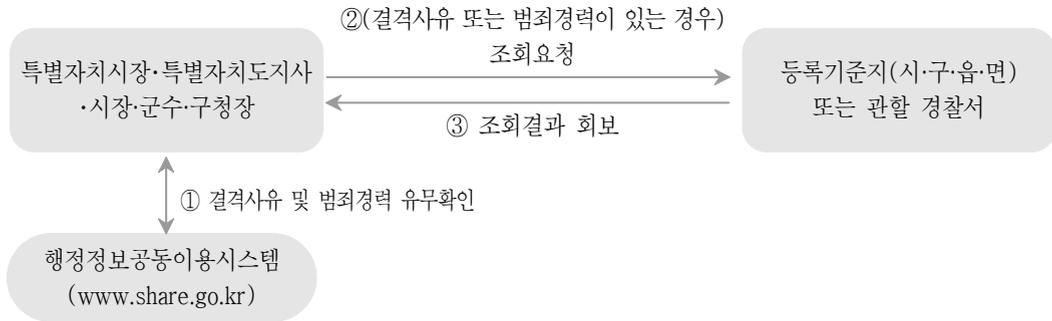 ②(결격사유 또는 범죄경력이 있는 경우)
조회요청
특별자치시장·특별자치도지사
·시장·군수·구청장
등록기준지(시·구·읍·면)
또는 관할 경찰서
③ 조회결과 회보
① 결격사유 및 범죄경력 유무확인
행정정보공동이용시스템
(www.share.go.kr)